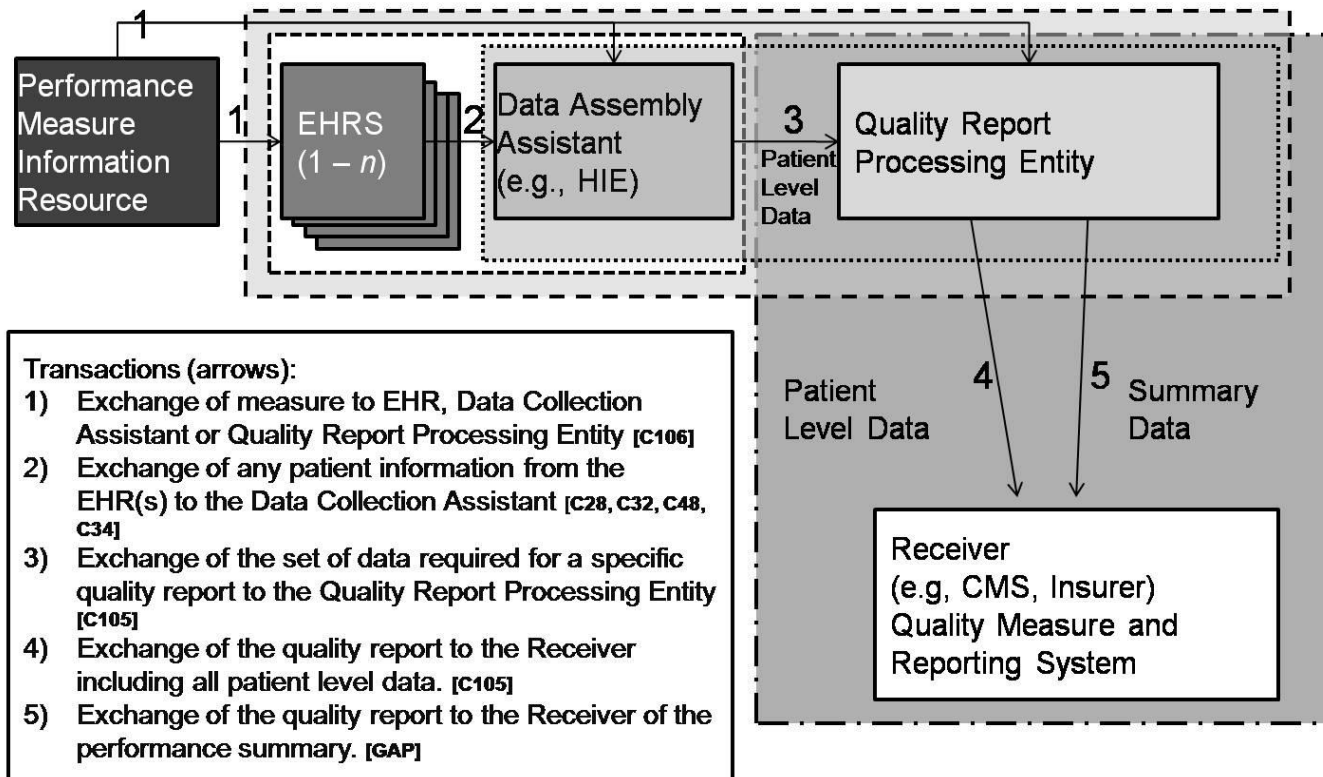 1
Performance
Measure
Information
Resource
1
EHRS
(1 – n)
2
Data Assembly
Assistant
(e.g., HIE)
3
Patient
Level
Data
Quality Report
Processing Entity
4
Patient
Level Data
5
Summary
Data
Receiver
(e.g, CMS, Insurer)
Quality Measure and
Reporting System
Transactions (arrows):
1) Exchange of measure to EHR, Data Collection
Assistant or Quality Report Processing Entity [C106]
2) Exchange of any patient information from the
EHR(s) to the Data Collection Assistant [C28, C32, C48,
C34]
3) Exchange of the set of data required for a specific
quality report to the Quality Report Processing Entity
[C105]
4) Exchange of the quality report to the Receiver
including all patient level data. [C105]
5) Exchange of the quality report to the Receiver of the
performance summary. [GAP]